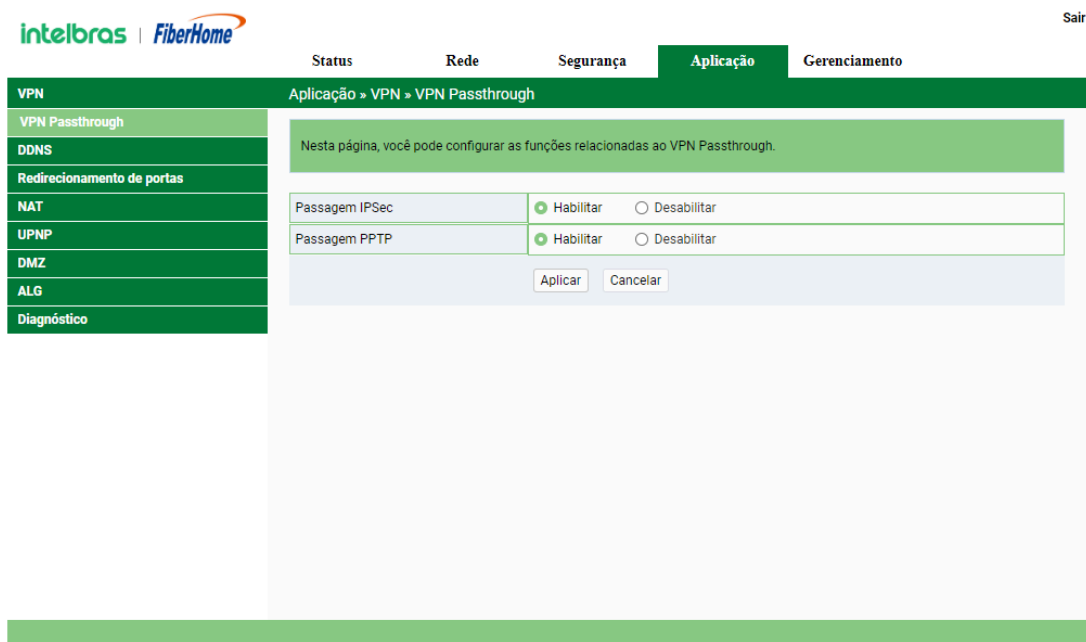 Sair
intelbras | FiberHome
Status Rede Segurança Aplicação Gerenciamento
VPN
VPN Passthrough
DDNS
Redirecionamento de portas
NAT
UPNP
DMZ
ALG
Diagnóstico
Aplicação » VPN » VPN Passthrough
Nesta página, você pode configurar as funções relacionadas ao VPN Passthrough.
Passagem IPSec Habilitar Desabilitar
Passagem PPTP Habilitar Desabilitar
Aplicar Cancelar